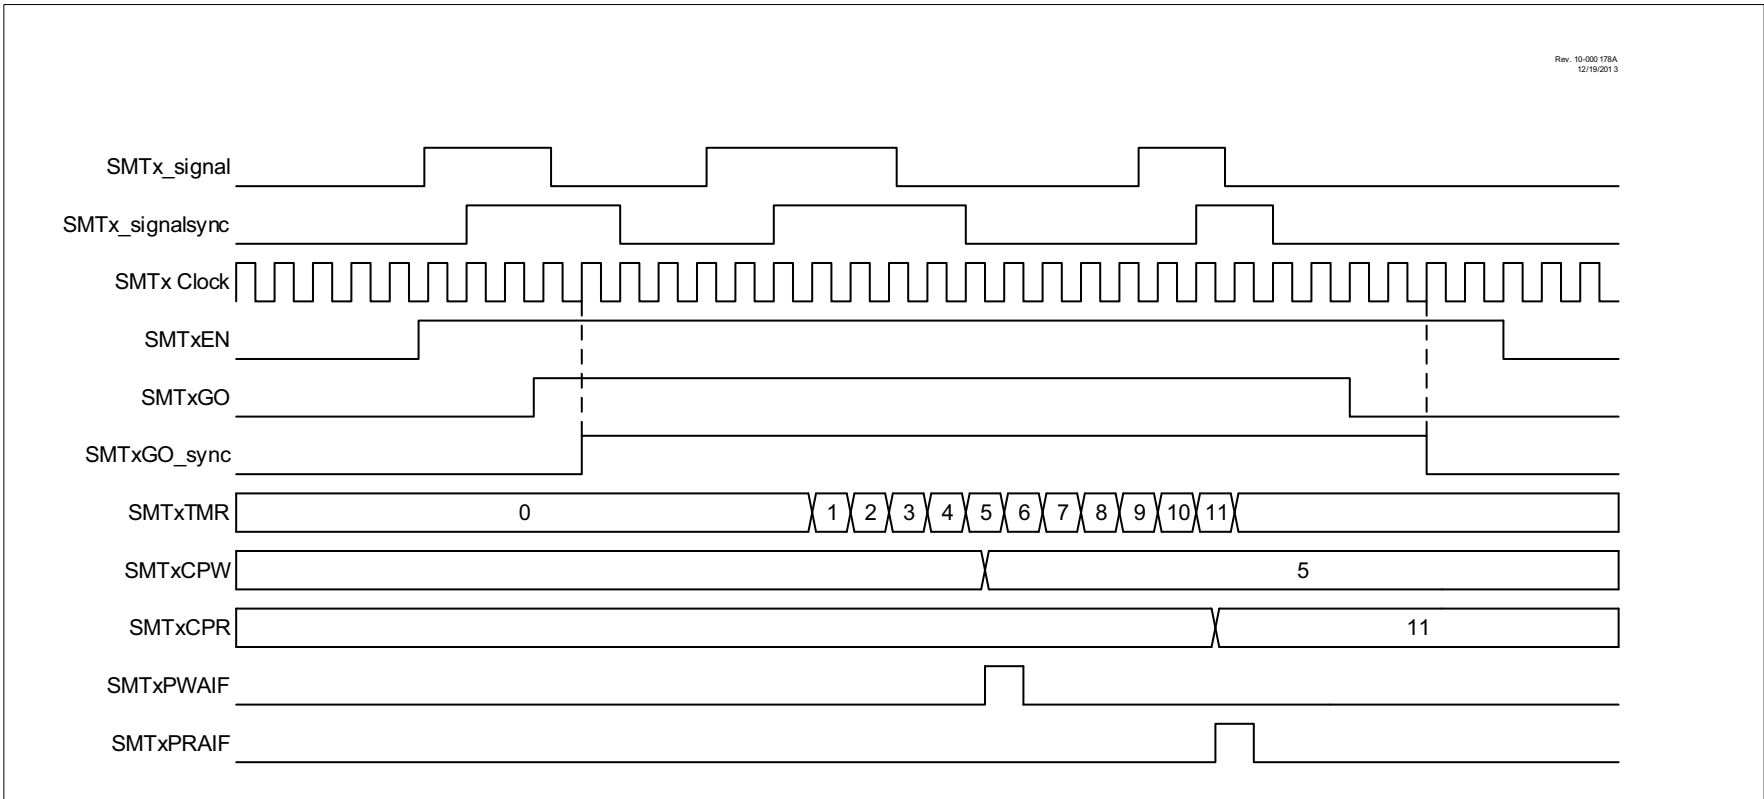 Rev. 10-000 178A
12/19/201 3
SMTx_signal
SMTx_signalsync
SMTx Clock
SMTxEN
SMTxGO
SMTxGO_sync
SMTxTMR 0 1 2 3 4 5 6 7 8 9 10 11
SMTxCPW 5
SMTxCPR 11
SMTxPWAIF
SMTxPRAIF